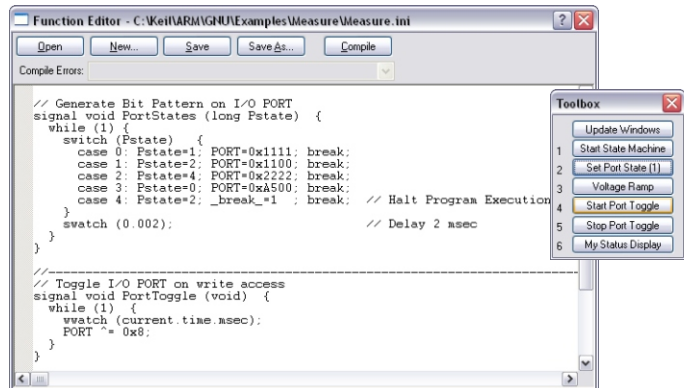 Function Editor - C:\Keil\ARM\GNU\Examples\Measure\Measure.ini
Open New... Save Save As... Compile
Compile Errors:
// Generate Bit Pattern on I/O PORT
signal void PortStates (long Pstate) {
while (1) {
switch (Pstate) {
case 0: Pstate=1; PORT=0x1111; break;
case 1: Pstate=2; PORT=0x1100; break;
case 2: Pstate=4; PORT=0x2222; break;
case 3: Pstate=0; PORT=0xA500; break;
case 4: Pstate=2; _break_=1 ; break; // Halt Program Execution
}
swatch (0.002); // Delay 2 msec
}
}
//------------------------------------------------------------
// Toggle I/O PORT on write access
signal void PortToggle (void) {
while (1) {
wwatch (current.time.msec);
PORT ^= 0x8;
}
}
Toolbox
Update Windows
1 Start State Machine
2 Set Port State (1)
3 Voltage Ramp
4 Start Port Toggle
5 Stop Port Toggle
6 My Status Display